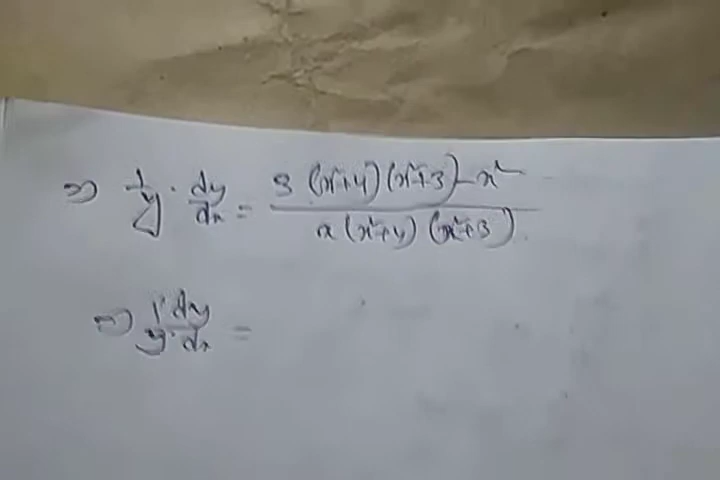 ⇒ 1/y · dy/dx = 3 (x²+4) (x²+3) - x² / x (x²+4) (x²+3)
⇒ 1/y · dy/dx =